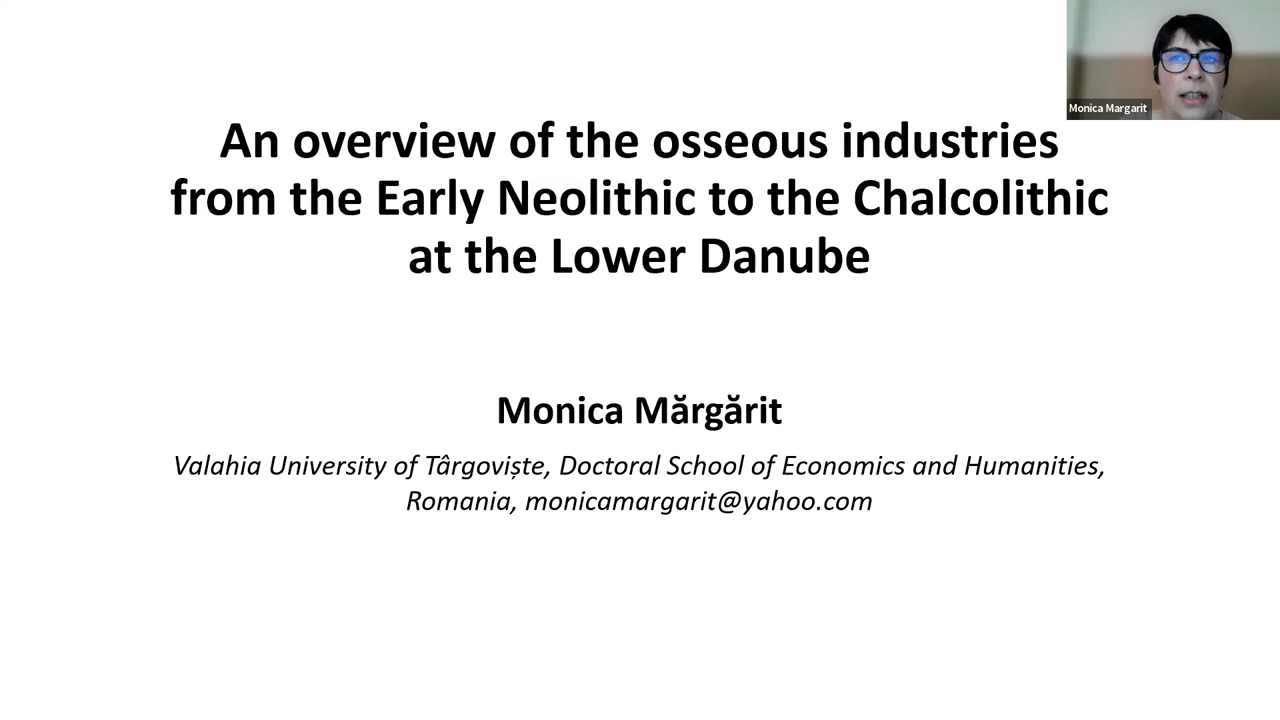 Monica Margarit
An overview of the osseous industries
from the Early Neolithic to the Chalcolithic
at the Lower Danube
Monica Mărgărit
Valahia University of Târgoviște, Doctoral School of Economics and Humanities,
Romania, monicamargarit@yahoo.com